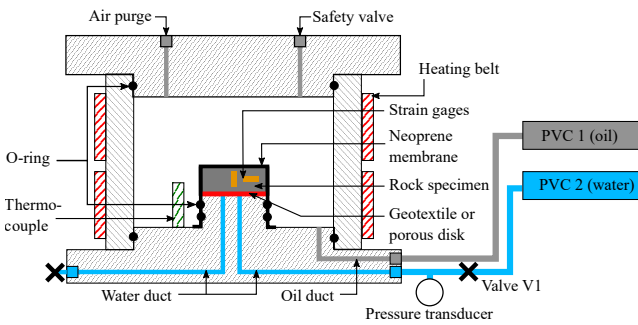 Air purge
Safety valve
Heating belt
Strain gages
Neoprene
membrane
PVC 1 (oil)
O-ring
Rock specimen
PVC 2 (water)
Thermo-
couple
Geotextile or
porous disk
Water duct
Oil duct
Valve V1
Pressure transducer